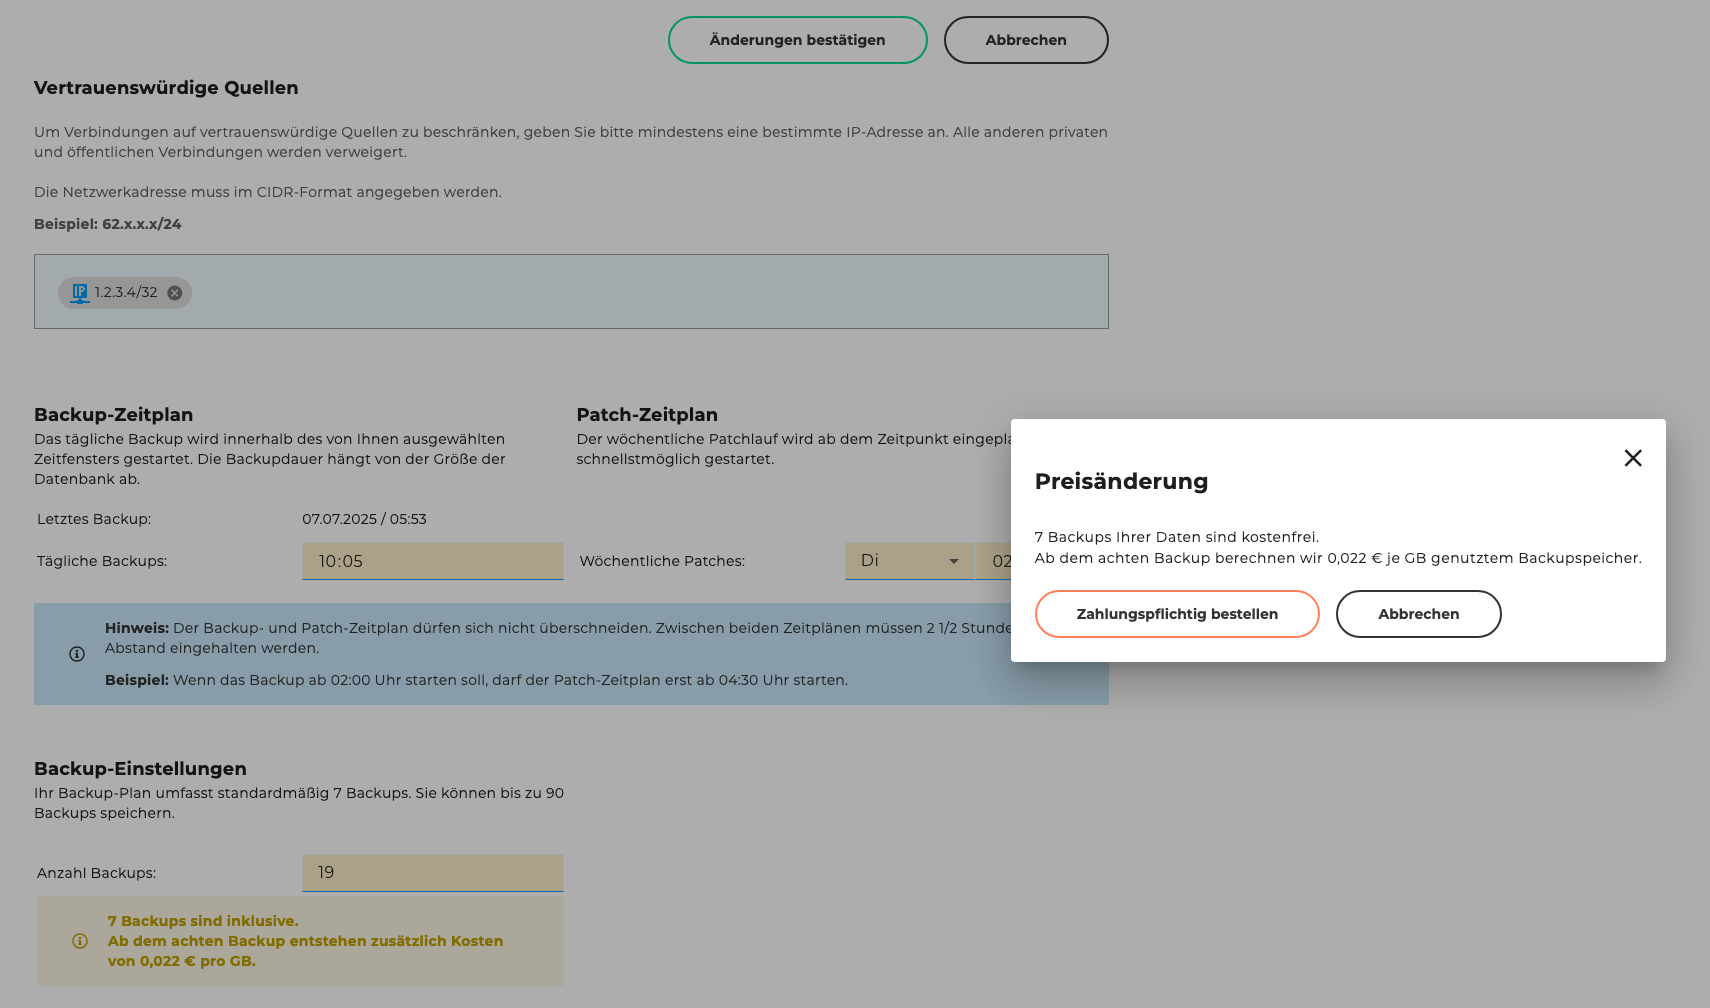 Änderungen bestätigen
Abbrechen
Vertrauenswürdige Quellen
Um Verbindungen auf vertrauenswürdige Quellen zu beschränken, geben Sie bitte mindestens eine bestimmte IP-Adresse an. Alle anderen privaten
und öffentlichen Verbindungen werden verweigert.
Die Netzwerkadresse muss im CIDR-Format angegeben werden.
Beispiel: 62.x.x.x/24
IP 1.2.3.4/32
Backup-Zeitplan
Das tägliche Backup wird innerhalb des von Ihnen ausgewählten
Zeitfensters gestartet. Die Backupdauer hängt von der Größe der
Datenbank ab.
Letztes Backup: 07.07.2025 / 05:53
Tägliche Backups: 10:05
Patch-Zeitplan
Der wöchentliche Patchlauf wird ab dem Zeitpunkt
schnellstmöglich gestartet.
Wöchentliche Patches: Di 02
Hinweis: Der Backup- und Patch-Zeitplan dürfen sich nicht überschneiden. Zwischen beiden Zeitplänen müssen 2 1/2
Abstand eingehalten werden.
Beispiel: Wenn das Backup ab 02:00 Uhr starten soll, darf der Patch-Zeitplan erst ab 04:30 Uhr starten.
Backup-Einstellungen
Ihr Backup-Plan umfasst standardmäßig 7 Backups. Sie können bis zu 90
Backups speichern.
Anzahl Backups: 19
7 Backups sind inklusive.
Ab dem achten Backup entstehen zusätzlich Kosten
von 0,022 € pro GB.
Preisänderung
7 Backups Ihrer Daten sind kostenfrei.
Ab dem achten Backup berechnen wir 0,022 € je GB genutztem Backupspeicher.
Zahlungspflichtig bestellen
Abbrechen